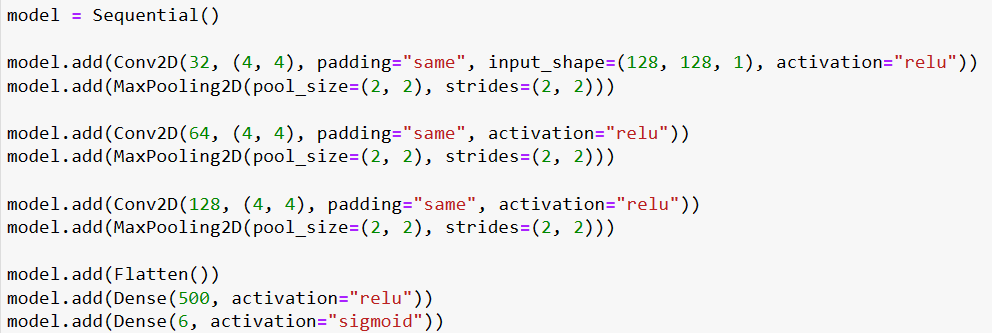 model = Sequential()
model.add(Conv2D(32, (4, 4), padding="same", input_shape=(128, 128, 1), activation="relu"))
model.add(MaxPooling2D(pool_size=(2, 2), strides=(2, 2)))
model.add(Conv2D(64, (4, 4), padding="same", activation="relu"))
model.add(MaxPooling2D(pool_size=(2, 2), strides=(2, 2)))
model.add(Conv2D(128, (4, 4), padding="same", activation="relu"))
model.add(MaxPooling2D(pool_size=(2, 2), strides=(2, 2)))
model.add(Flatten())
model.add(Dense(500, activation="relu"))
model.add(Dense(6, activation="sigmoid"))